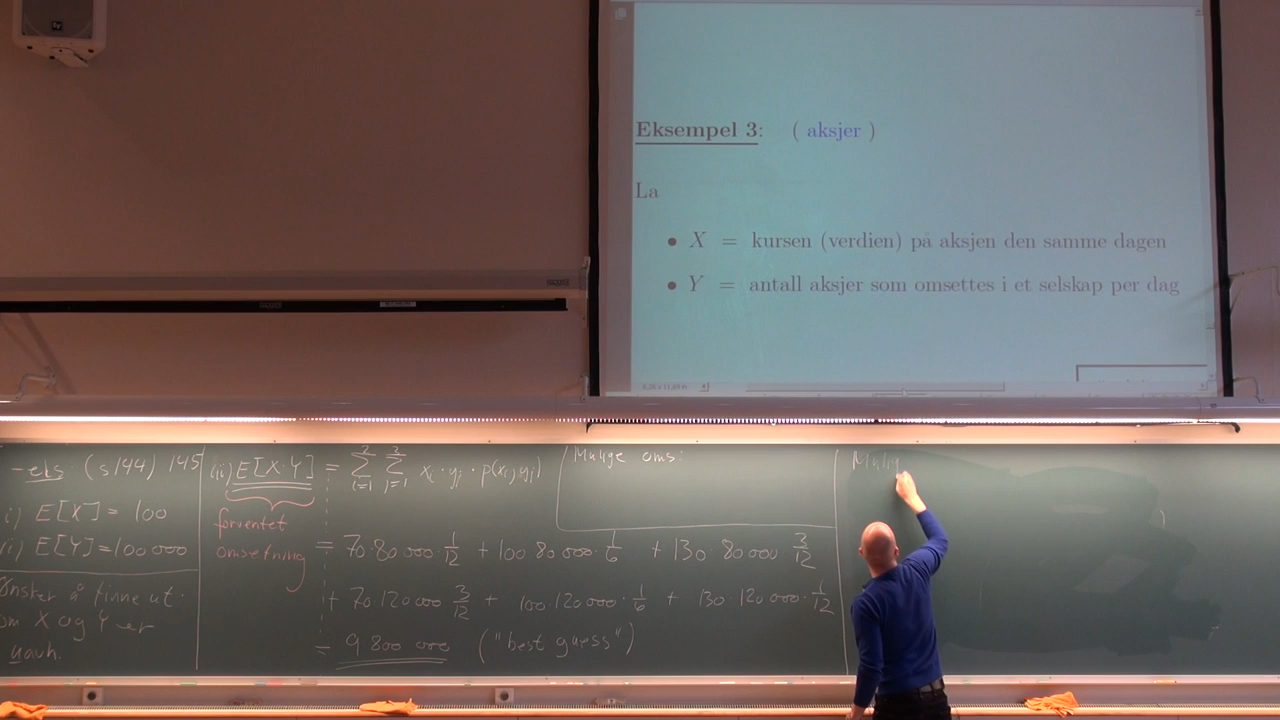 Eksempel 3: ( aksjer )
La
• X = kursen (verdien) på aksjen den samme dagen
• Y = antall aksjer som omsettes i et selskap per dag
- eks (s 144) 145
i) E[X] = 100
ii) E[Y] = 100 000
Ønsker å finne ut
om X og Y er
uavh.
iii) E[X·Y] = Σ Σ xᵢ · yⱼ · p(xᵢ, yⱼ)
forventet
omsetning
= 70·80 000·1/12 + 100·80 000·1/6 + 130·80 000·3/12
+ 70·120 000·3/12 + 100·120 000·1/6 + 130·120 000·1/12
= 9 800 000 ("best guess")
Mulige oms:
Mulig